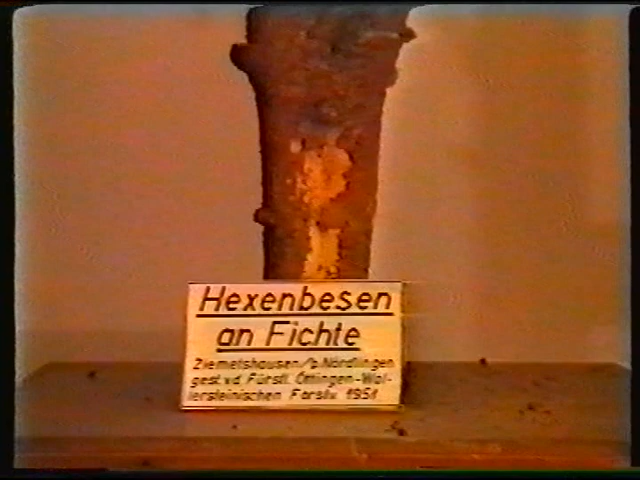 Hexenbesen
an Fichte
Ziemetshausen /b. Nördlingen
gest. v.d. Fürstl. Öttingen-Wal-
lersteinischen Forstv. 1951